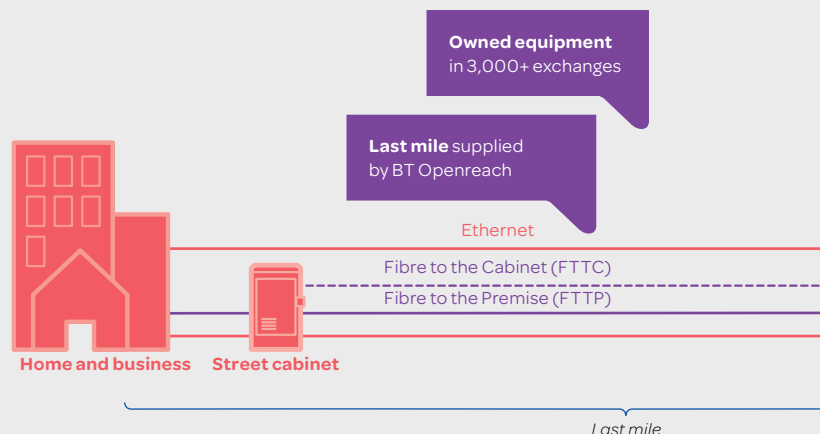 Owned equipment
in 3,000+ exchanges
Last mile supplied
by BT Openreach
Ethernet
Fibre to the Cabinet (FTTC)
Fibre to the Premise (FTTP)
Home and business
Street cabinet
Last mile